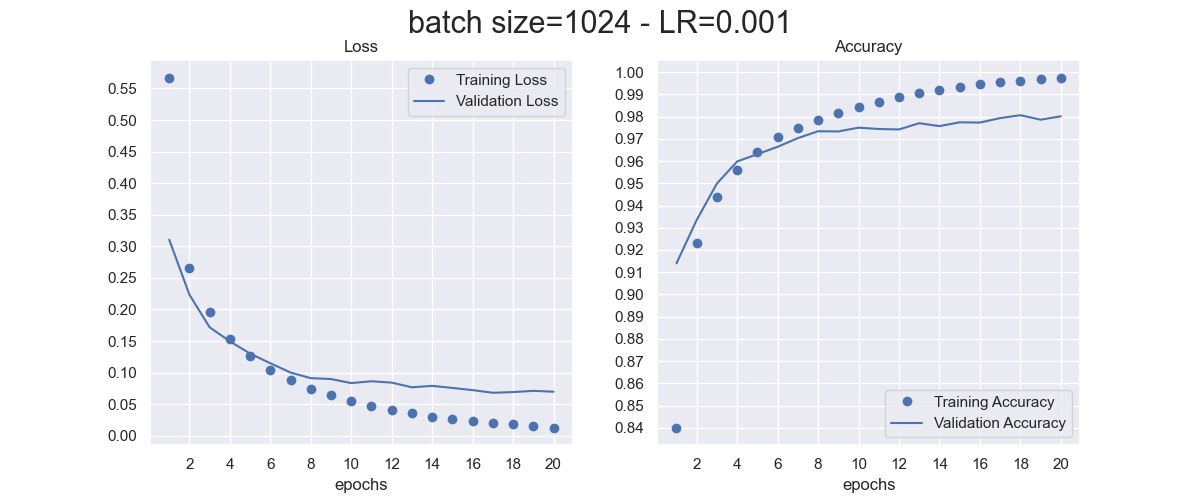 batch size=1024 - LR=0.001
Loss
Training Loss
Validation Loss
0.55
0.50
0.45
0.40
0.35
0.30
0.25
0.20
0.15
0.10
0.05
0.00
2 4 6 8 10 12 14 16 18 20
epochs
Accuracy
1.00
0.99
0.98
0.97
0.96
0.95
0.94
0.93
0.92
0.91
0.90
0.89
0.88
0.87
0.86
0.85
0.84
Training Accuracy
Validation Accuracy
2 4 6 8 10 12 14 16 18 20
epochs